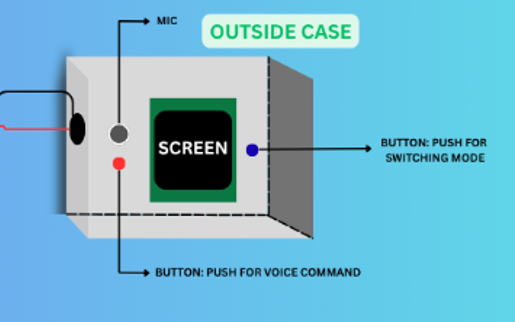 MIC
OUTSIDE CASE
SCREEN
BUTTON: PUSH FOR
SWITCHING MODE
BUTTON: PUSH FOR VOICE COMMAND